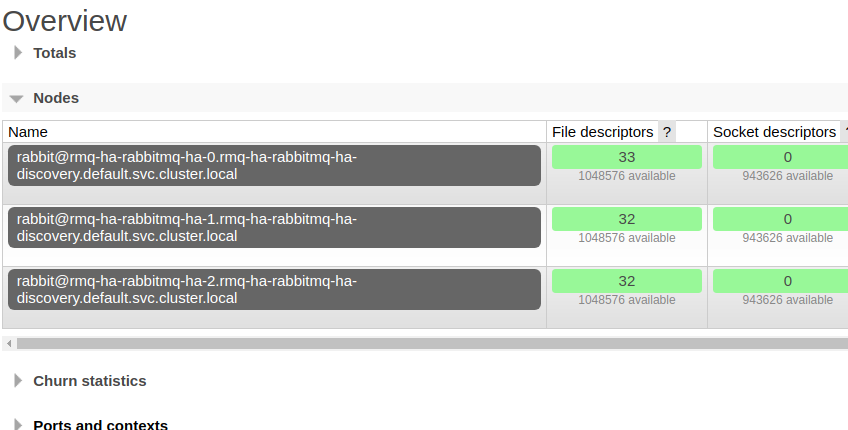 Overview
Totals
Nodes
Name File descriptors ? Socket descriptors ?
rabbit@rmq-ha-rabbitmq-ha-0.rmq-ha-rabbitmq-ha- 33 0
discovery.default.svc.cluster.local 1048576 available 943626 available
rabbit@rmq-ha-rabbitmq-ha-1.rmq-ha-rabbitmq-ha- 32 0
discovery.default.svc.cluster.local 1048576 available 943626 available
rabbit@rmq-ha-rabbitmq-ha-2.rmq-ha-rabbitmq-ha- 32 0
discovery.default.svc.cluster.local 1048576 available 943626 available
Churn statistics
Ports and contexts